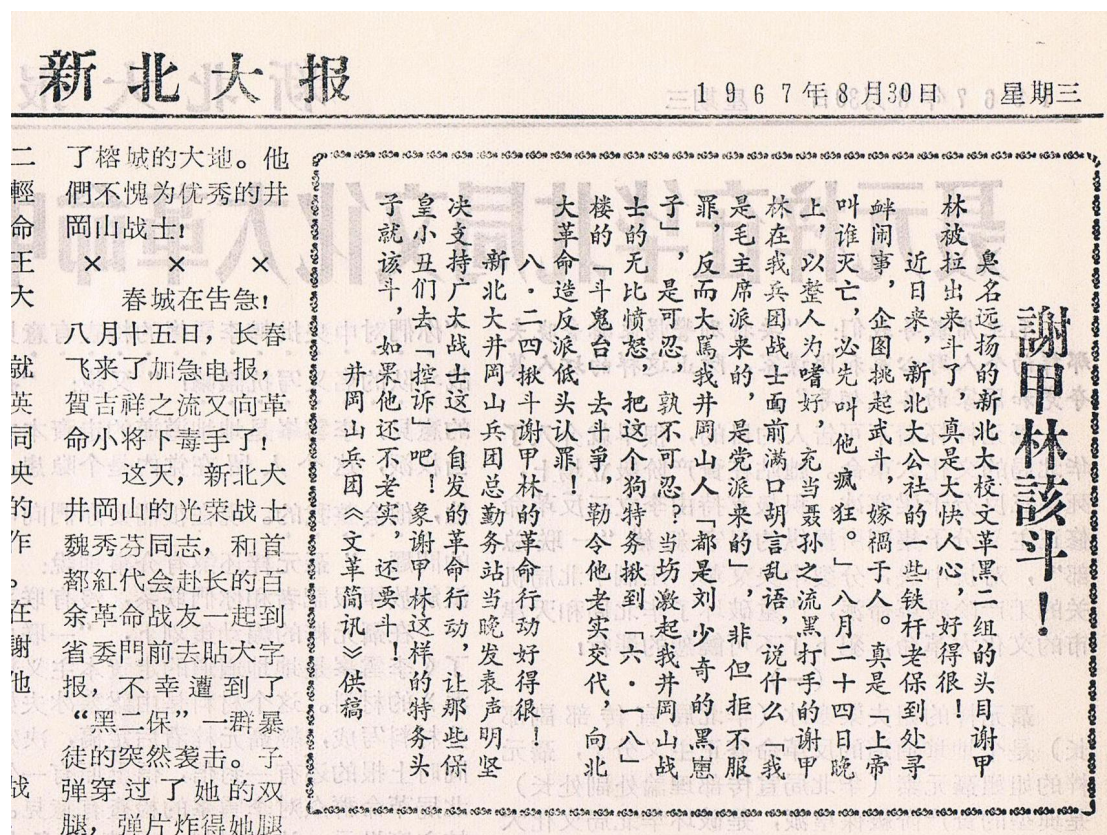 新北大报
1967年8月30日　星期三
謝甲林該斗！
臭名远扬的新北大校文革黑二组的头目谢甲
林被拉出来斗了，真是大快人心，好得很！
近日来，新北大公社的一些铁杆老保到处寻
衅闹事，企图挑起武斗，嫁禍于人。真是「上帝
叫谁灭亡，必先叫他疯狂。」八月二十四日晚
上，以整人为嗜好，充当聂孙之流黑打手的谢甲
林在我兵团战士面前满口胡言乱语，说什么「我
是毛主席派来的，是党派来的」，非但拒不服
罪，反而大駡我井冈山人「都是刘少奇的黑崽
子」，是可忍，孰不可忍？当场激起我井冈山战
士的无比愤怒，把这个狗特务揪到「六·一八」
楼的「斗鬼台」去斗爭，勒令他老实交代，向北
大革命造反派低头认罪。
八·二四揪斗谢甲林的革命行动好得很！
新北大井冈山兵团总勤务站当晚发表声明坚
决支持广大战士这一自发的革命行动，让那些保
皇小丑们去「控诉」吧！象谢甲林这样的特务头
子就该斗，如果他还不老实，还要斗！
井冈山兵团《文革简讯》供稿
了榕城的大地。他
們不愧为优秀的井
岡山战士！
×　×　×
春城在告急！
八月五日，长春
飞来了加急电报，
賀吉祥之流又向革
命小将下毒手了，
这天，新北大
井岡山的光荣战士
魏秀芬同志，和首
都紅代会赴长的百
余革命战友一起到
省委門前去貼大字
报，不幸遭到了
“黑二保”一群暴
徒的突然袭击。子
弹穿过了她的双
腿，弹片炸得她腿